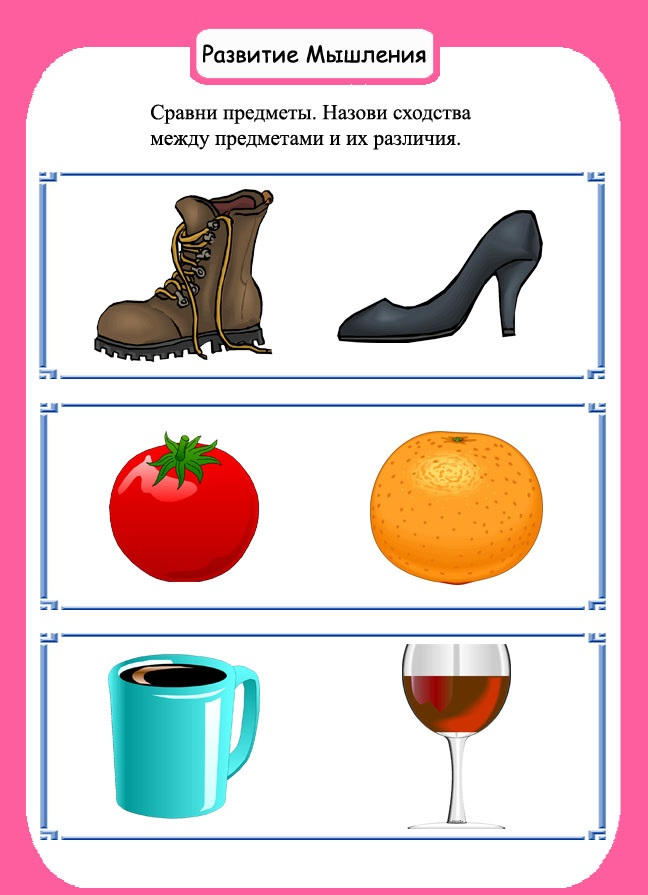 Развитие Мышления
Сравни предметы. Назови сходства
между предметами и их различия.